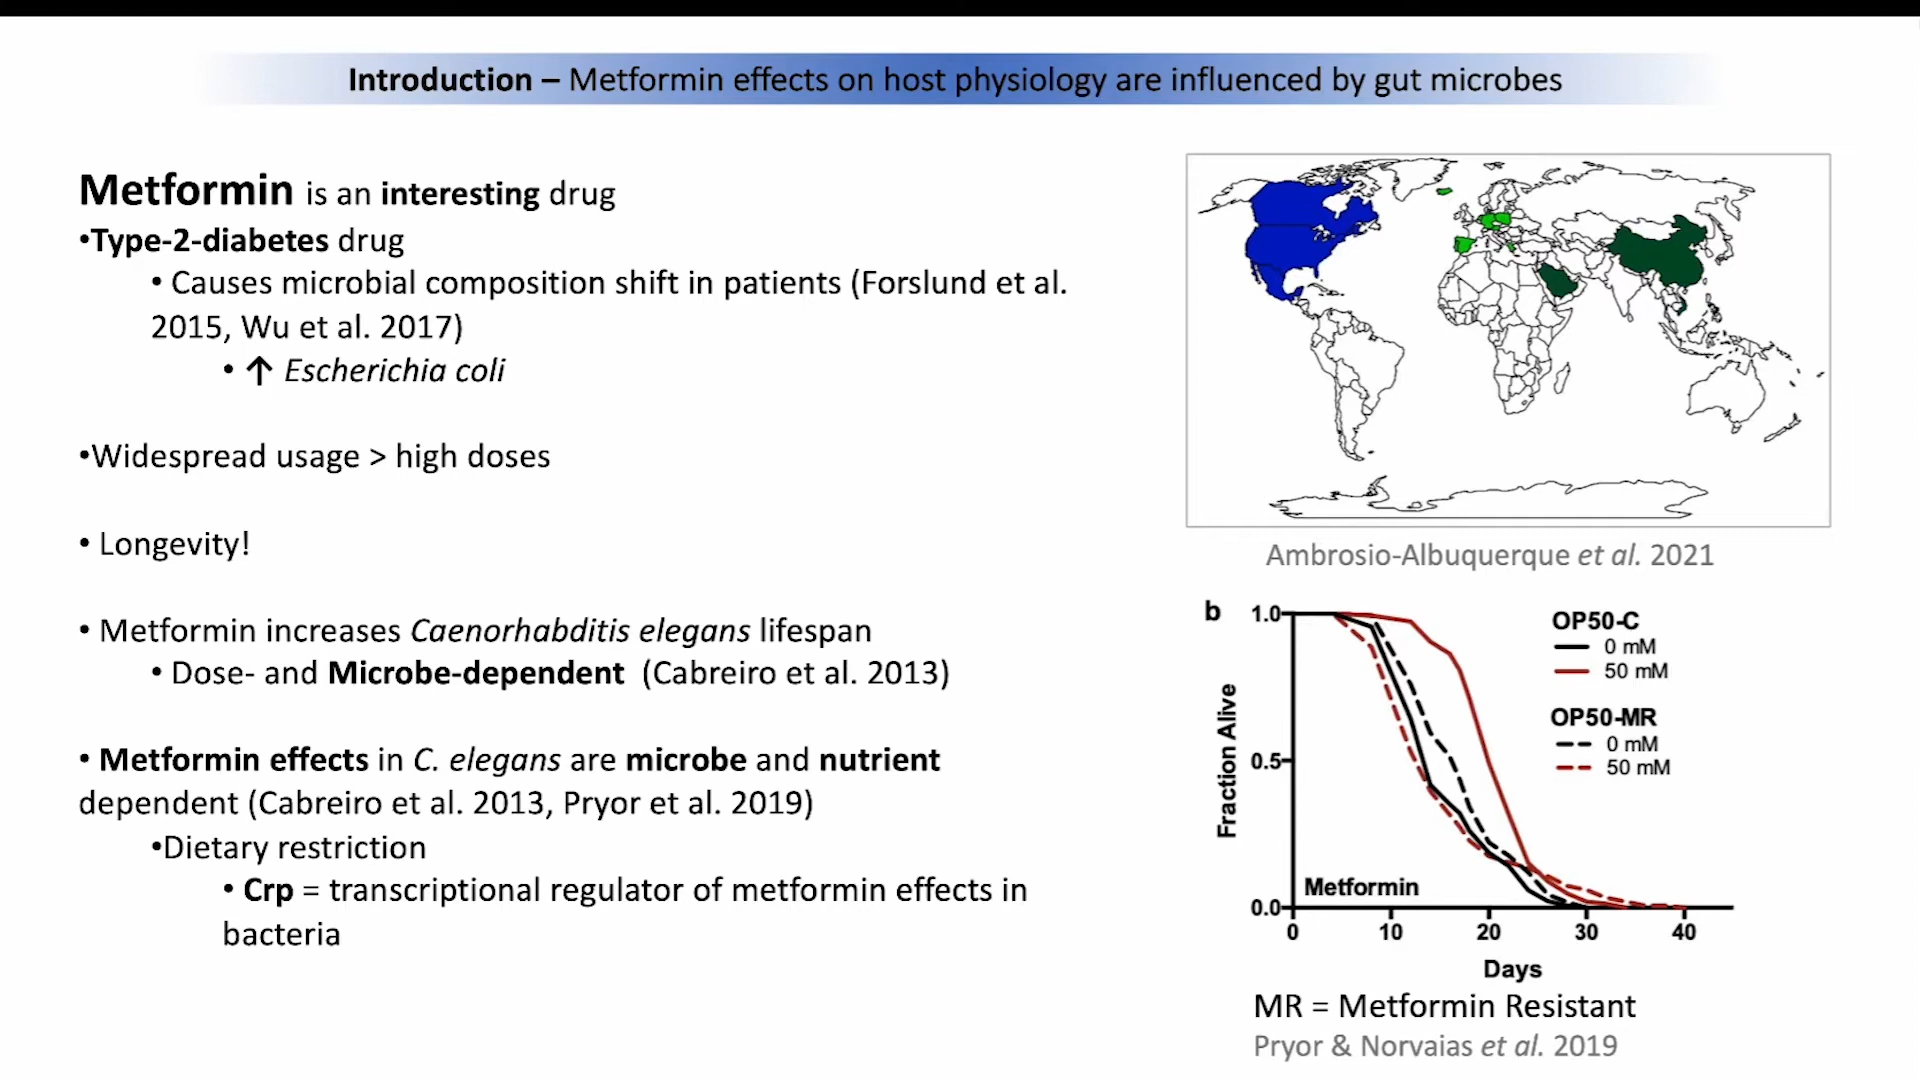 Introduction – Metformin effects on host physiology are influenced by gut microbes
Metformin is an interesting drug
•Type-2-diabetes drug
• Causes microbial composition shift in patients (Forslund et al.
2015, Wu et al. 2017)
• ↑ Escherichia coli
•Widespread usage > high doses
• Longevity!
• Metformin increases Caenorhabditis elegans lifespan
• Dose- and Microbe-dependent (Cabreiro et al. 2013)
• Metformin effects in C. elegans are microbe and nutrient
dependent (Cabreiro et al. 2013, Pryor et al. 2019)
•Dietary restriction
• Crp = transcriptional regulator of metformin effects in
bacteria
Ambrosio-Albuquerque et al. 2021
b
1.0
0.5
0.0
Fraction Alive
OP50-C
0 mM
50 mM
OP50-MR
0 mM
50 mM
Metformin
0 10 20 30 40
Days
MR = Metformin Resistant
Pryor & Norvaias et al. 2019